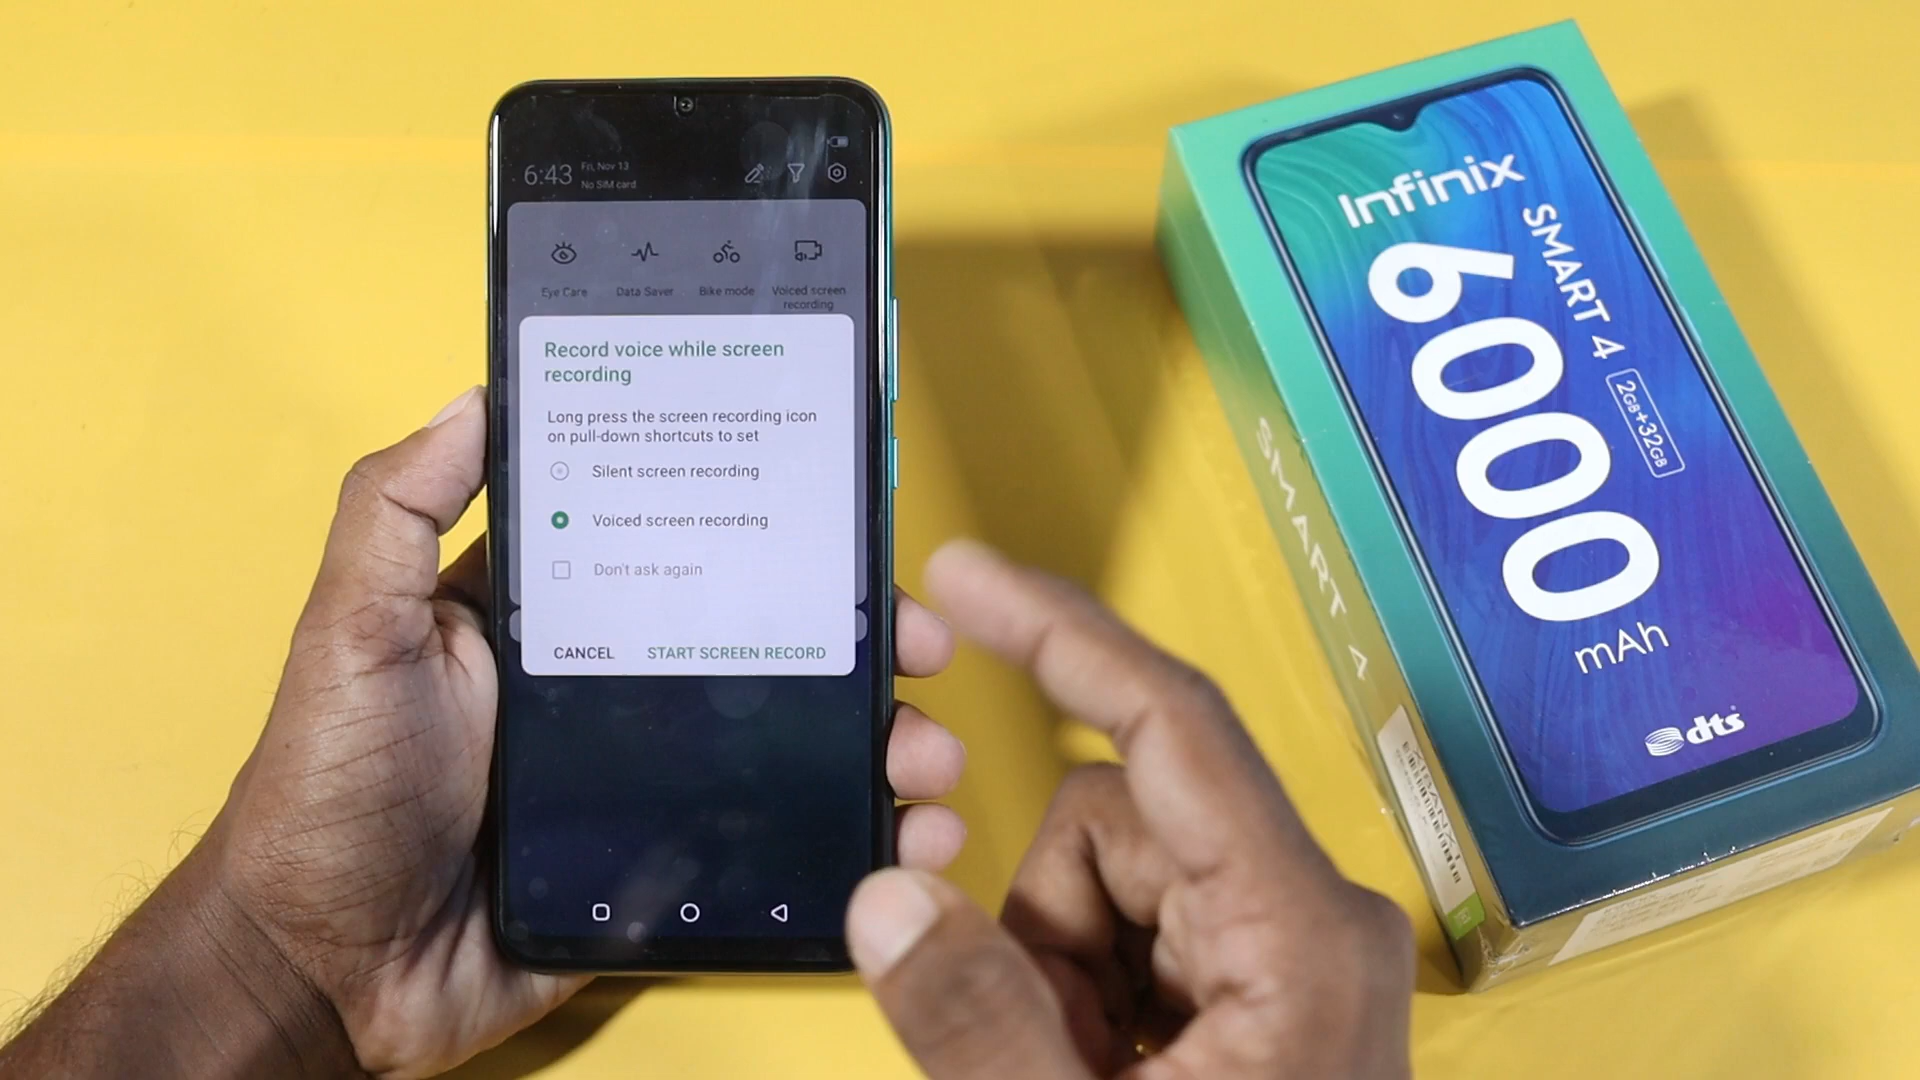 6:43
Fri, Nov 13
No SIM card
Eye Care
Data Saver
Bike mode
Voiced screen
recording
Record voice while screen
recording
Long press the screen recording icon
on pull-down shortcuts to set
Silent screen recording
Voiced screen recording
Don't ask again
CANCEL
START SCREEN RECORD
Infinix
SMART 4
2GB+32GB
6000
mAh
dts
SMART 4